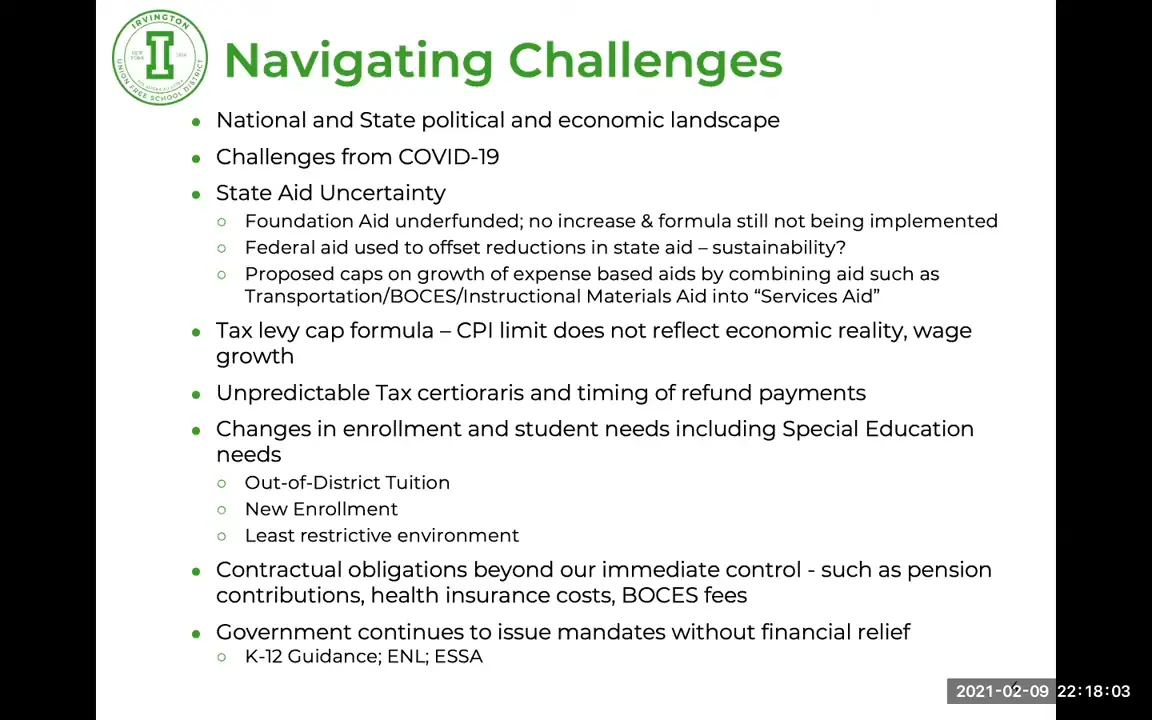 IRVINGTON
UNION FREE SCHOOL DISTRICT
I
Navigating Challenges
• National and State political and economic landscape
• Challenges from COVID-19
• State Aid Uncertainty
○ Foundation Aid underfunded; no increase & formula still not being implemented
○ Federal aid used to offset reductions in state aid – sustainability?
○ Proposed caps on growth of expense based aids by combining aid such as
Transportation/BOCES/Instructional Materials Aid into “Services Aid”
• Tax levy cap formula – CPI limit does not reflect economic reality, wage
growth
• Unpredictable Tax certioraris and timing of refund payments
• Changes in enrollment and student needs including Special Education
needs
○ Out-of-District Tuition
○ New Enrollment
○ Least restrictive environment
• Contractual obligations beyond our immediate control - such as pension
contributions, health insurance costs, BOCES fees
• Government continues to issue mandates without financial relief
○ K-12 Guidance; ENL; ESSA
2021-02-09 22:18:03